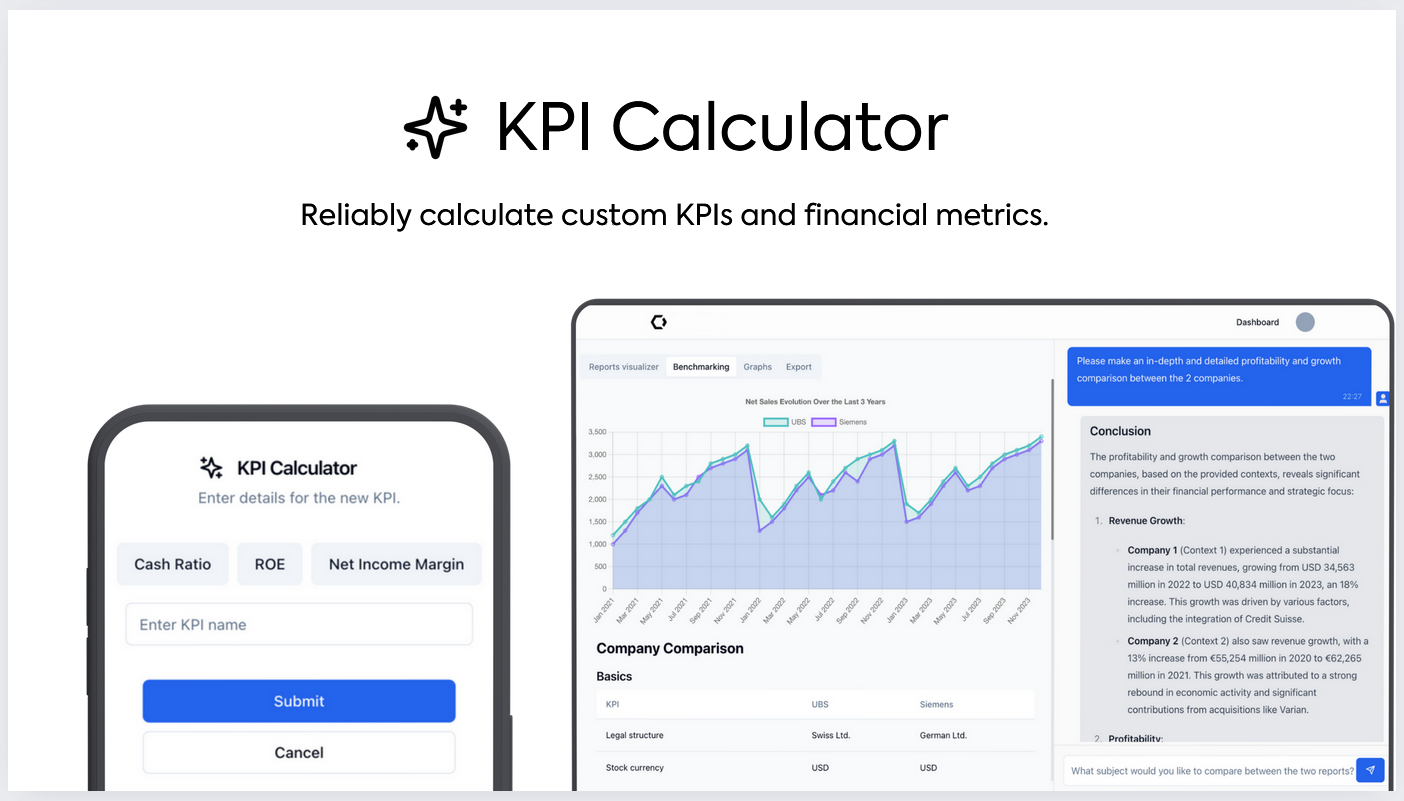 KPI Calculator
Reliably calculate custom KPIs and financial metrics.
KPI Calculator
Enter details for the new KPI.
Cash Ratio
ROE
Net Income Margin
Enter KPI name
Submit
Cancel
Dashboard
Reports visualizer
Benchmarking
Graphs
Export
Net Sales Evolution Over the Last 3 Years
UBS
Siemens
3,500
3,000
2,500
2,000
1,500
1,000
500
0
Jan 2021
Mar 2021
May 2021
Jul 2021
Sep 2021
Nov 2021
Jan 2022
Mar 2022
May 2022
Jul 2022
Sep 2022
Nov 2022
Jan 2023
Mar 2023
May 2023
Jul 2023
Sep 2023
Nov 2023
Company Comparison
Basics
KPI UBS Siemens
Legal structure Swiss Ltd. German Ltd.
Stock currency USD USD
Please make an in-depth and detailed profitability and growth
comparison between the 2 companies.
22:27
Conclusion
The profitability and growth comparison between the two
companies, based on the provided contexts, reveals significant
differences in their financial performance and strategic focus:
1. Revenue Growth:
Company 1 (Context 1) experienced a substantial
increase in total revenues, growing from USD 34,563
million in 2022 to USD 40,834 million in 2023, an 18%
increase. This growth was driven by various factors,
including the integration of Credit Suisse.
Company 2 (Context 2) also saw revenue growth, with a
13% increase from €55,254 million in 2020 to €62,265
million in 2021. This growth was attributed to a strong
rebound in economic activity and significant
contributions from acquisitions like Varian.
2. Profitability:
What subject would you like to compare between the two reports?